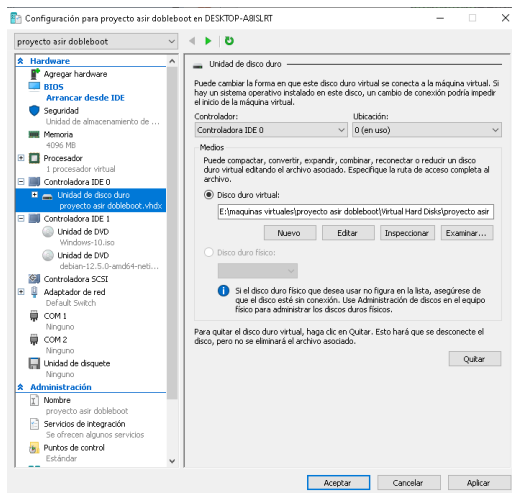 Configuración para proyecto asir dobleboot en DESKTOP-A8ISLRT
proyecto asir dobleboot
Hardware
Agregar hardware
BIOS
Arrancar desde IDE
Seguridad
Unidad de almacenamiento de ...
Memoria
4096 MB
Procesador
1 procesador virtual
Controladora IDE 0
Unidad de disco duro
proyecto asir dobleboot.vhdx
Controladora IDE 1
Unidad de DVD
Windows-10.iso
Unidad de DVD
debian-12.5.0-amd64-neti...
Controladora SCSI
Adaptador de red
Default Switch
COM 1
Ninguno
COM 2
Ninguno
Unidad de disquete
Ninguno
Administración
Nombre
proyecto asir dobleboot
Servicios de integración
Se ofrecen algunos servicios
Puntos de control
Estándar
Unidad de disco duro
Puede cambiar la forma en que este disco duro virtual se conecta a la máquina virtual. Si
hay un sistema operativo instalado en este disco, un cambio de conexión podría impedir
el inicio de la máquina virtual.
Controlador:
Ubicación:
Controladora IDE 0
0 (en uso)
Medios
Puede compactar, convertir, expandir, combinar, reconectar o reducir un disco
duro virtual editando el archivo asociado. Especifique la ruta de acceso completa al
archivo.
Disco duro virtual:
E:\maquinas virtuales\proyecto asir dobleboot\Virtual Hard Disks\proyecto asir
Nuevo
Editar
Inspeccionar
Examinar...
Disco duro físico:
Si el disco duro físico que desea usar no figura en la lista, asegúrese de
que el disco esté sin conexión. Use Administración de discos en el equipo
físico para administrar los discos duros físicos.
Para quitar el disco duro virtual, haga clic en Quitar. Esto hará que se desconecte el
disco, pero no se eliminará el archivo asociado.
Quitar
Aceptar
Cancelar
Aplicar